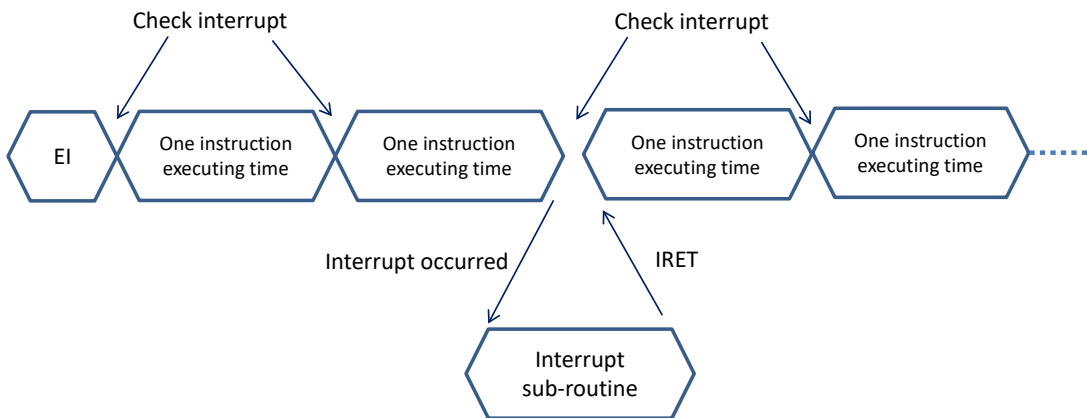 Check interrupt
Check interrupt
EI
One instruction
executing time
One instruction
executing time
One instruction
executing time
One instruction
executing time
Interrupt occurred
IRET
Interrupt
sub-routine